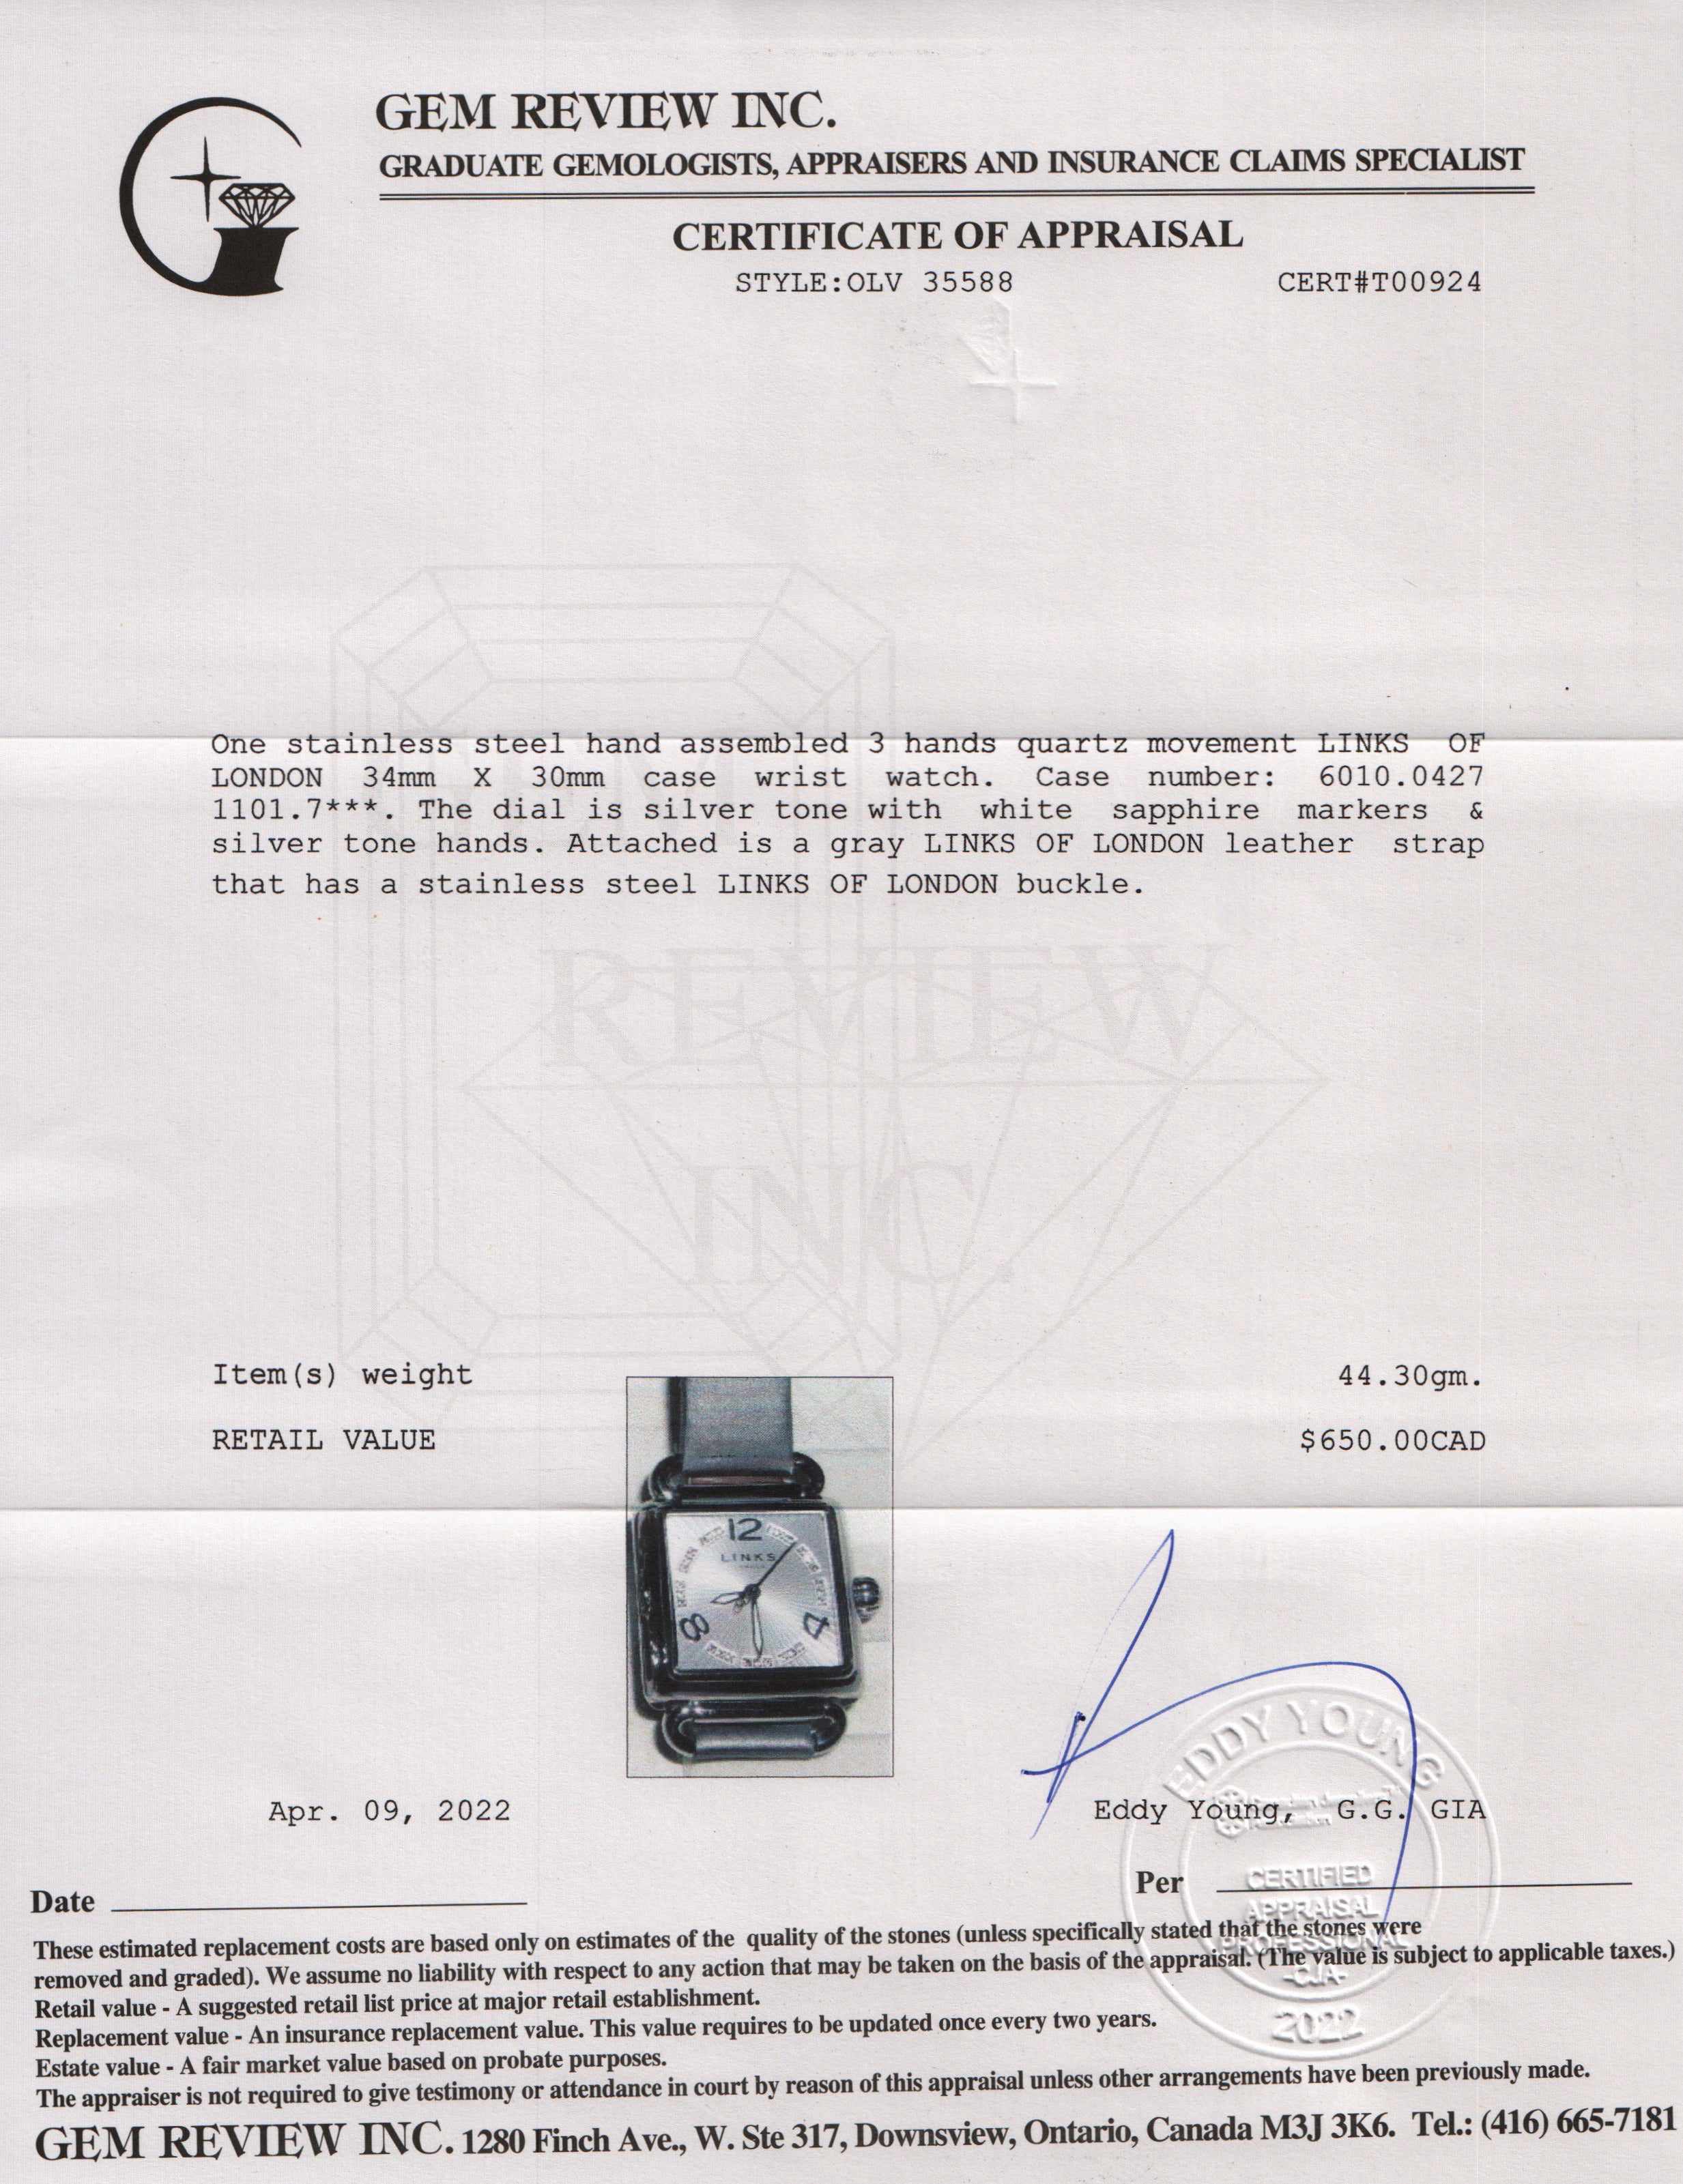 GEM REVIEW INC.
GRADUATE GEMOLOGISTS, APPRAISERS AND INSURANCE CLAIMS SPECIALIST
CERTIFICATE OF APPRAISAL
STYLE:OLV 35588 CERT#T00924
One stainless steel hand assembled 3 hands quartz movement LINKS OF
LONDON 34mm X 30mm case wrist watch. Case number: 6010.0427
1101.7***. The dial is silver tone with white sapphire markers &
silver tone hands. Attached is a gray LINKS OF LONDON leather strap
that has a stainless steel LINKS OF LONDON buckle.
REVIEW
INC.
Item(s) weight 44.30gm.
RETAIL VALUE $650.00CAD
12
LINKS
8 4
EDDY YOUNG
Apr. 09, 2022 Eddy Young, G.G. GIA
CERTIFIED
APPRAISAL
PROFESSIONAL
-CJA-
2022
Date Per
These estimated replacement costs are based only on estimates of the quality of the stones (unless specifically stated that the stones were
removed and graded). We assume no liability with respect to any action that may be taken on the basis of the appraisal. (The value is subject to applicable taxes.)
Retail value - A suggested retail list price at major retail establishment.
Replacement value - An insurance replacement value. This value requires to be updated once every two years.
Estate value - A fair market value based on probate purposes.
The appraiser is not required to give testimony or attendance in court by reason of this appraisal unless other arrangements have been previously made.
GEM REVIEW INC. 1280 Finch Ave., W. Ste 317, Downsview, Ontario, Canada M3J 3K6. Tel.: (416) 665-7181